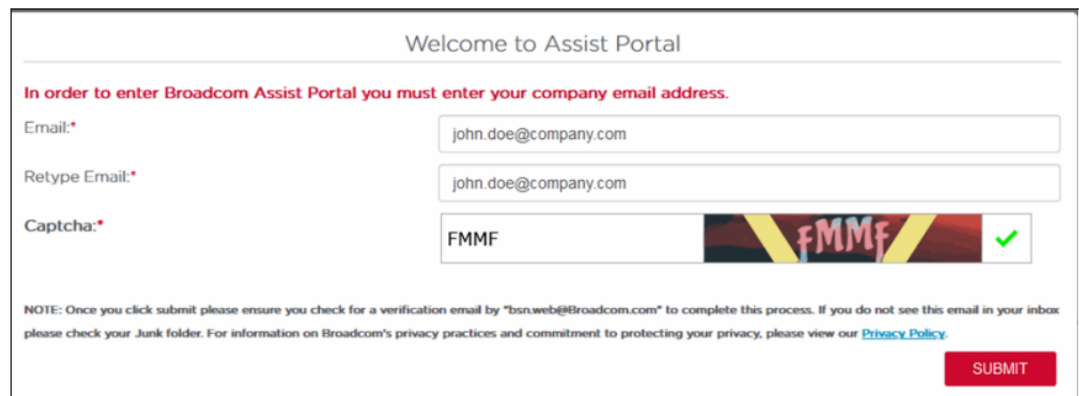 Welcome to Assist Portal
In order to enter Broadcom Assist Portal you must enter your company email address.
Email:*
john.doe@company.com
Retype Email:*
john.doe@company.com
Captcha:*
FMMF
FMMF
NOTE: Once you click submit please ensure you check for a verification email by "bsn.web@Broadcom.com" to complete this process. If you do not see this email in your inbox
please check your Junk folder. For information on Broadcom's privacy practices and commitment to protecting your privacy, please view our Privacy Policy.
SUBMIT